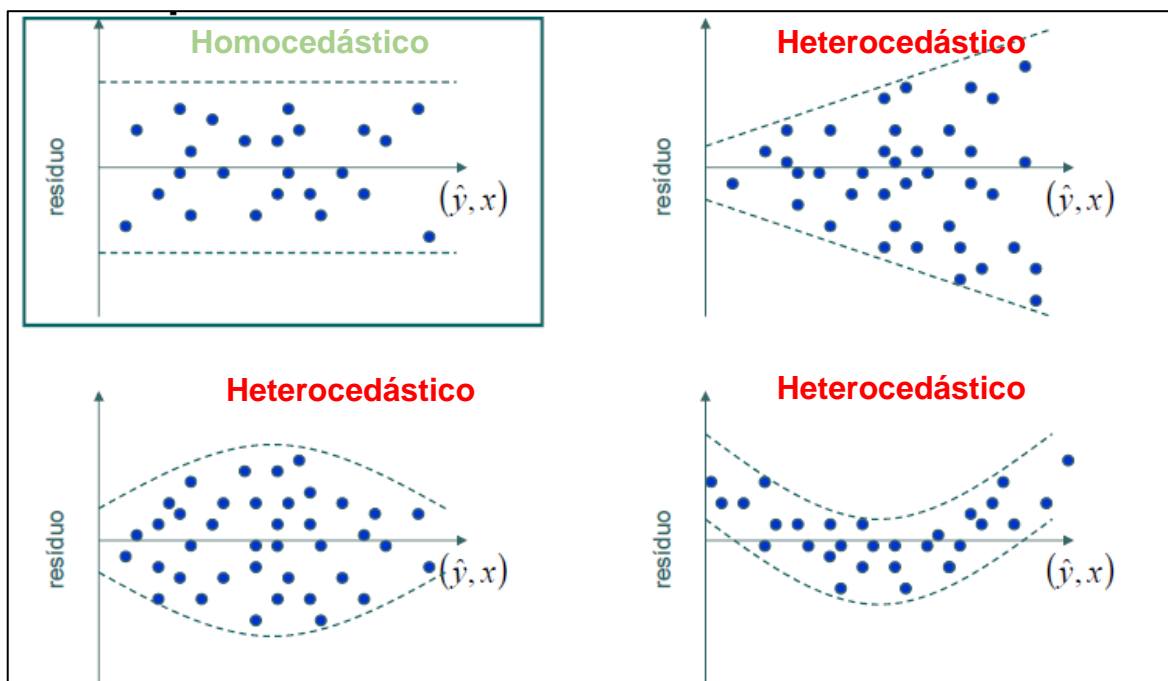 Homocedástico
resíduo
(ŷ, x)
Heterocedástico
resíduo
(ŷ, x)
Heterocedástico
resíduo
(ŷ, x)
Heterocedástico
resíduo
(ŷ, x)